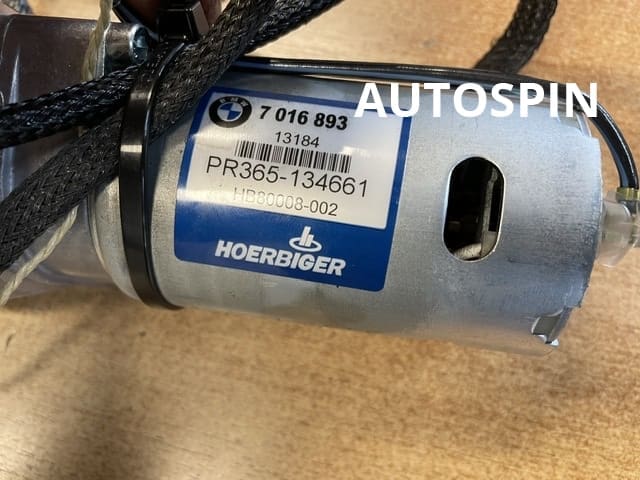 AUTOSPIN
BMW
7 016 893
13184
PR365-134661
HB80008-002
HOERBIGER